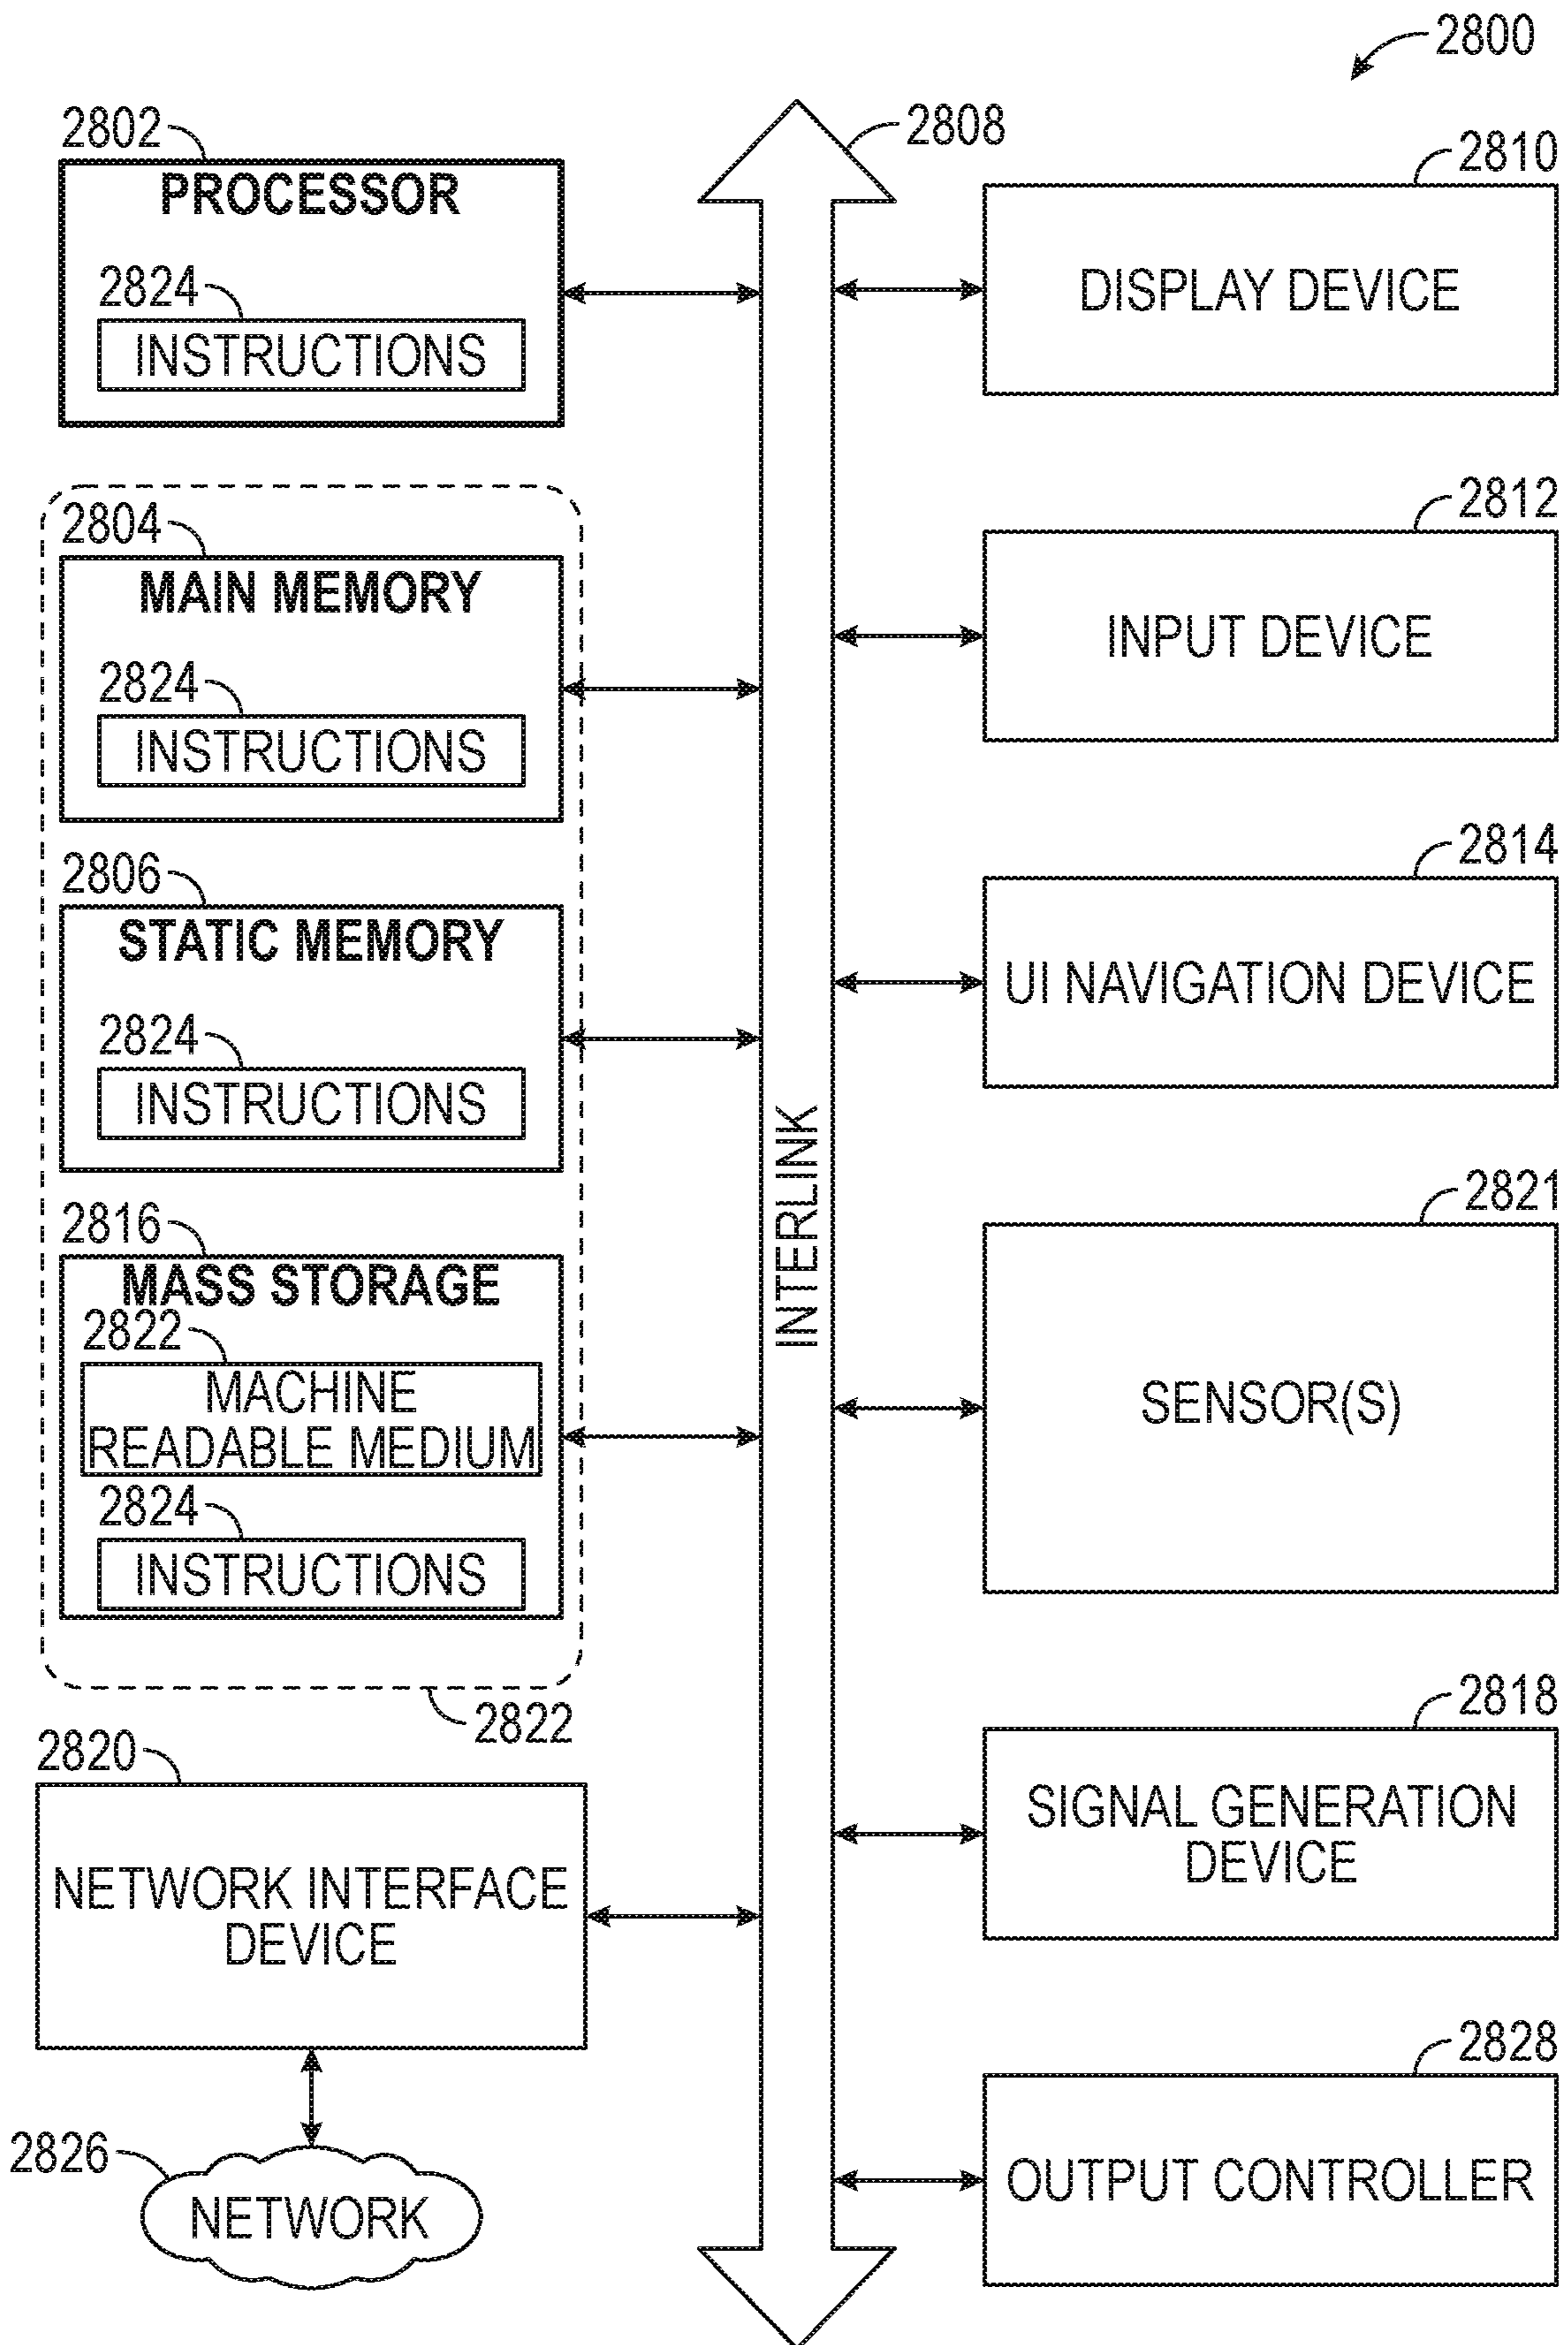 2800
2802
PROCESSOR
2824
INSTRUCTIONS
2804
MAIN MEMORY
2824
INSTRUCTIONS
2806
STATIC MEMORY
2824
INSTRUCTIONS
2816
MASS STORAGE
2822
MACHINE
READABLE MEDIUM
2824
INSTRUCTIONS
2822
2820
NETWORK INTERFACE
DEVICE
2826
NETWORK
2808
INTERLINK
2810
DISPLAY DEVICE
2812
INPUT DEVICE
2814
UI NAVIGATION DEVICE
2821
SENSOR(S)
2818
SIGNAL GENERATION
DEVICE
2828
OUTPUT CONTROLLER